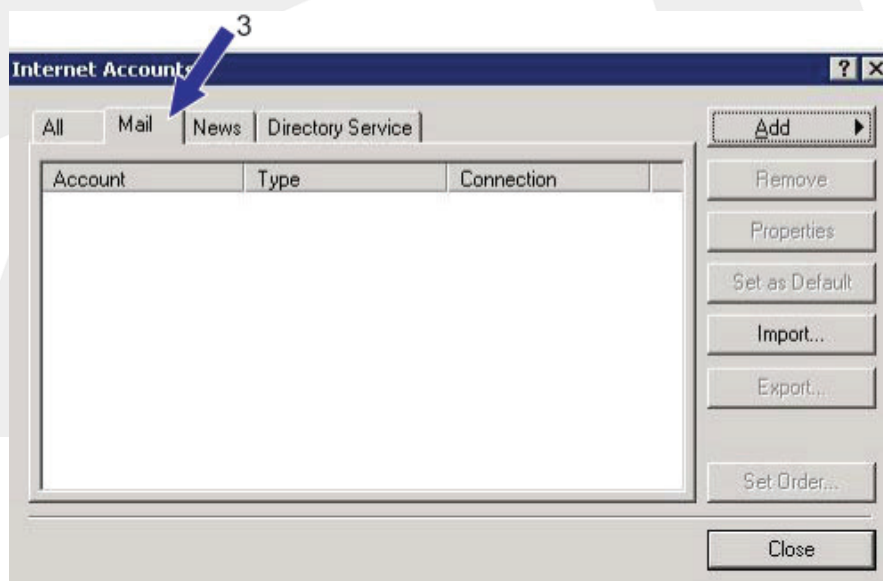 3
Internet Accounts
All Mail News Directory Service
Add
Account Type Connection
Remove
Properties
Set as Default
Import...
Export...
Set Order...
Close